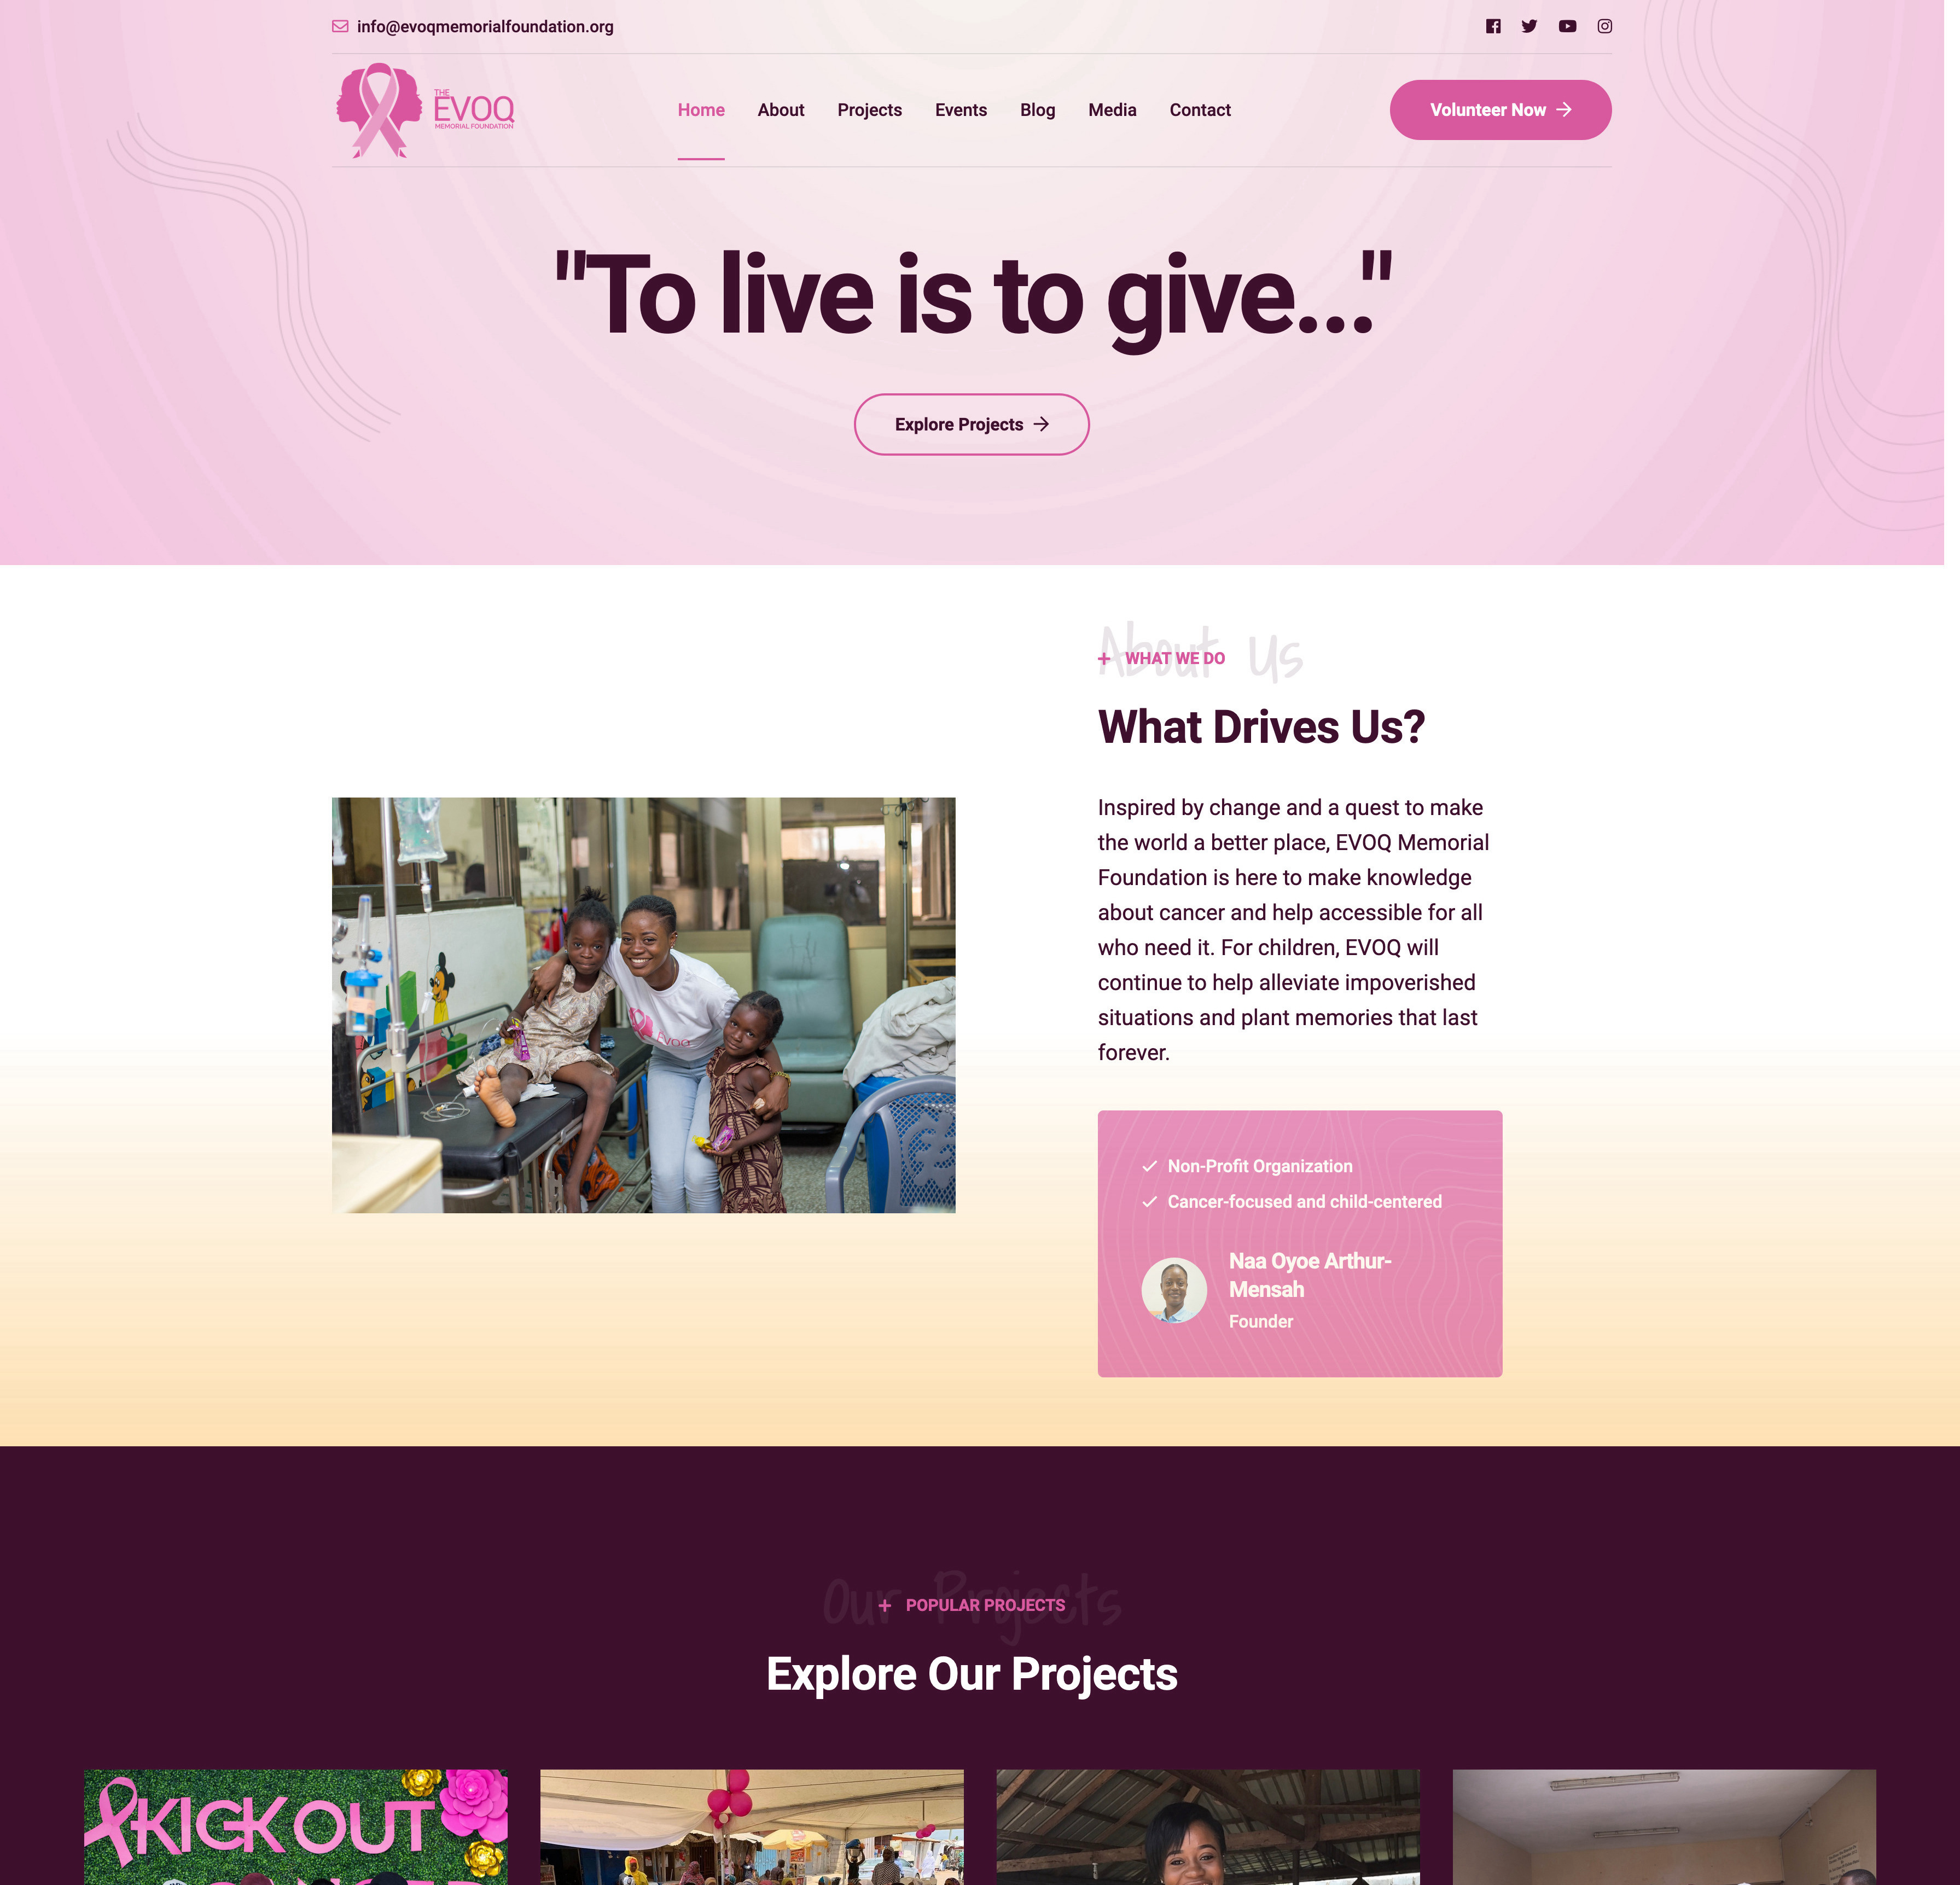 info@evoqmemorialfoundation.org
THE
EVOQ
MEMORIAL FOUNDATION
Home About Projects Events Blog Media Contact
Volunteer Now
"To live is to give..."
Explore Projects
About Us
WHAT WE DO
What Drives Us?
Inspired by change and a quest to make
the world a better place, EVOQ Memorial
Foundation is here to make knowledge
about cancer and help accessible for all
who need it. For children, EVOQ will
continue to help alleviate impoverished
situations and plant memories that last
forever.
Evoq
Non-Profit Organization
Cancer-focused and child-centered
Naa Oyoe Arthur-
Mensah
Founder
Our Projects
POPULAR PROJECTS
Explore Our Projects
KICK OUT